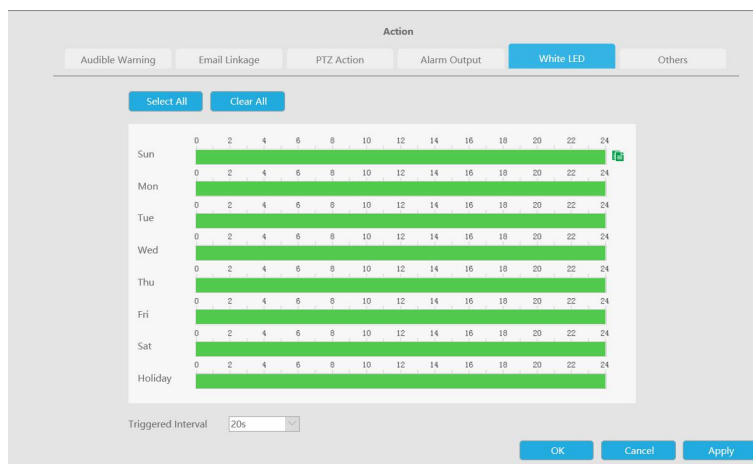 Action
Audible Warning Email Linkage PTZ Action Alarm Output White LED Others
Select All Clear All
0 2 4 6 8 10 12 14 16 18 20 22 24
Sun
0 2 4 6 8 10 12 14 16 18 20 22 24
Mon
0 2 4 6 8 10 12 14 16 18 20 22 24
Tue
0 2 4 6 8 10 12 14 16 18 20 22 24
Wed
0 2 4 6 8 10 12 14 16 18 20 22 24
Thu
0 2 4 6 8 10 12 14 16 18 20 22 24
Fri
0 2 4 6 8 10 12 14 16 18 20 22 24
Sat
0 2 4 6 8 10 12 14 16 18 20 22 24
Holiday
Triggered Interval 20s
OK Cancel Apply